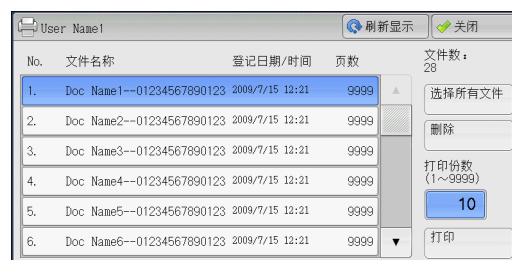 User Name1 刷新显示 关闭
No. 文件名称 登记日期/时间 页数 文件数：
28
1. Doc Name1--01234567890123 2009/7/15 12:21 9999 选择所有文件
2. Doc Name2--01234567890123 2009/7/15 12:21 9999 删除
3. Doc Name3--01234567890123 2009/7/15 12:21 9999
打印份数
(1～9999)
4. Doc Name4--01234567890123 2009/7/15 12:21 9999
5. Doc Name5--01234567890123 2009/7/15 12:21 9999 10
6. Doc Name6--01234567890123 2009/7/15 12:21 9999 打印